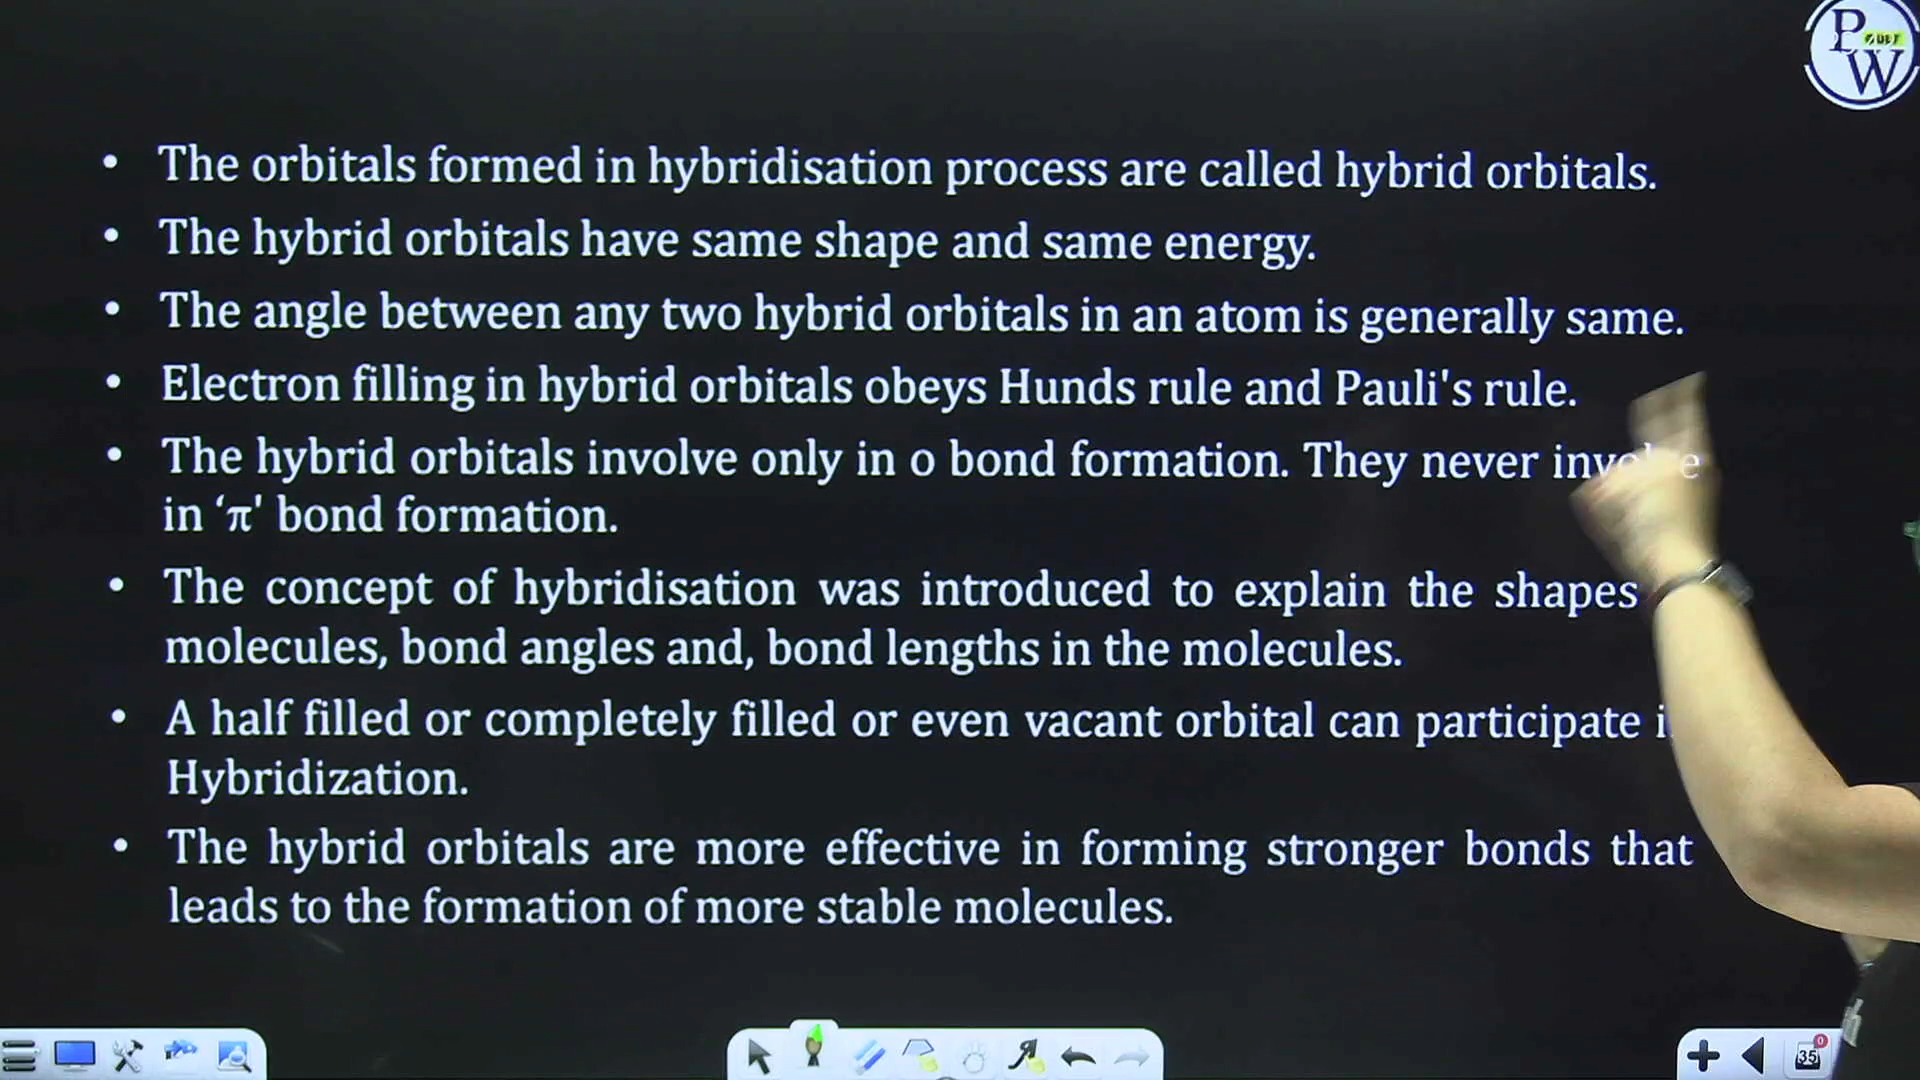 P
W
• The orbitals formed in hybridisation process are called hybrid orbitals.
• The hybrid orbitals have same shape and same energy.
• The angle between any two hybrid orbitals in an atom is generally same.
• Electron filling in hybrid orbitals obeys Hunds rule and Pauli's rule.
• The hybrid orbitals involve only in o bond formation. They never involve
in ‘π' bond formation.
• The concept of hybridisation was introduced to explain the shapes
molecules, bond angles and, bond lengths in the molecules.
• A half filled or completely filled or even vacant orbital can participate
Hybridization.
• The hybrid orbitals are more effective in forming stronger bonds that
leads to the formation of more stable molecules.
35
0